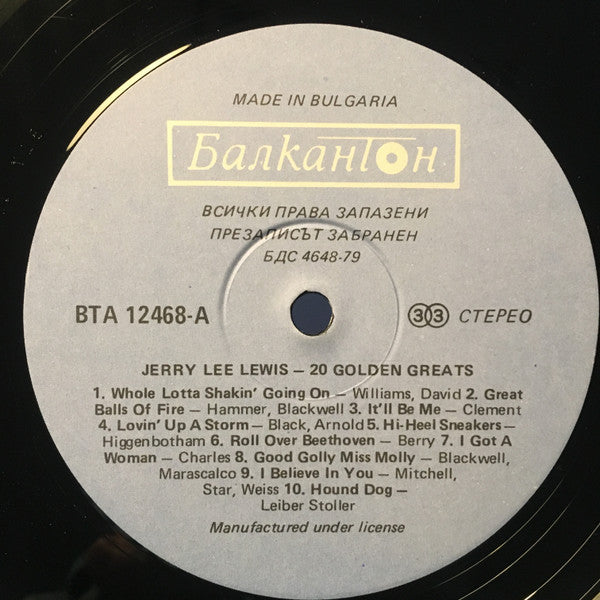 MADE IN BULGARIA
Балкантон
ВСИЧКИ ПРАВА ЗАПАЗЕНИ
ПРЕЗАПИСЪТ ЗАБРАНЕН
БДС 4648-79
ВТА 12468-А
33 СТЕРЕО
JERRY LEE LEWIS — 20 GOLDEN GREATS
1. Whole Lotta Shakin' Going On — Williams, David 2. Great
Balls Of Fire — Hammer, Blackwell 3. It'll Be Me — Clement
4. Lovin' Up A Storm — Black, Arnold 5. Hi-Heel Sneakers —
Higgenbotham 6. Roll Over Beethoven — Berry 7. I Got A
Woman — Charles 8. Good Golly Miss Molly — Blackwell,
Marascalco 9. I Believe In You — Mitchell,
Star, Weiss 10. Hound Dog —
Leiber Stoller
Manufactured under license